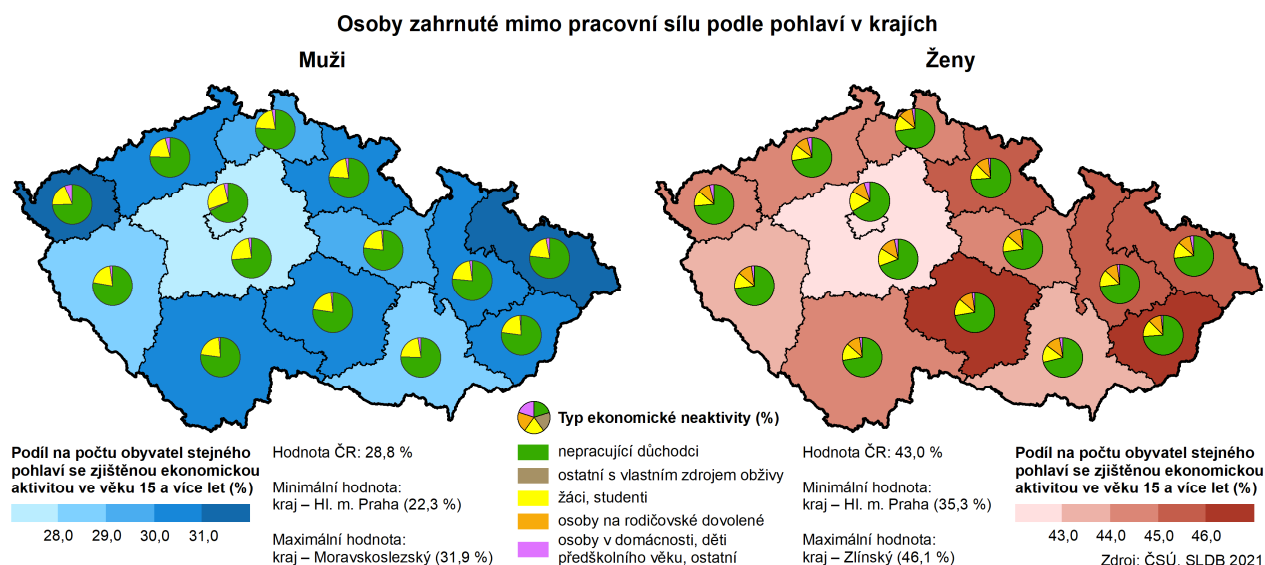 Osoby zahrnuté mimo pracovní sílu podle pohlaví v krajích
Muži
Ženy
Podíl na počtu obyvatel stejného
pohlaví se zjištěnou ekonomickou
aktivitou ve věku 15 a více let (%)
28,0 29,0 30,0 31,0
Hodnota ČR: 28,8 %
Minimální hodnota:
kraj – Hl. m. Praha (22,3 %)
Maximální hodnota:
kraj – Moravskoslezský (31,9 %)
Typ ekonomické neaktivity (%)
nepracující důchodci
ostatní s vlastním zdrojem obživy
žáci, studenti
osoby na rodičovské dovolené
osoby v domácnosti, děti
předškolního věku, ostatní
Hodnota ČR: 43,0 %
Minimální hodnota:
kraj – Hl. m. Praha (35,3 %)
Maximální hodnota:
kraj – Zlínský (46,1 %)
Podíl na počtu obyvatel stejného
pohlaví se zjištěnou ekonomickou
aktivitou ve věku 15 a více let (%)
43,0 44,0 45,0 46,0
Zdroj: ČSÚ, SLDB 2021